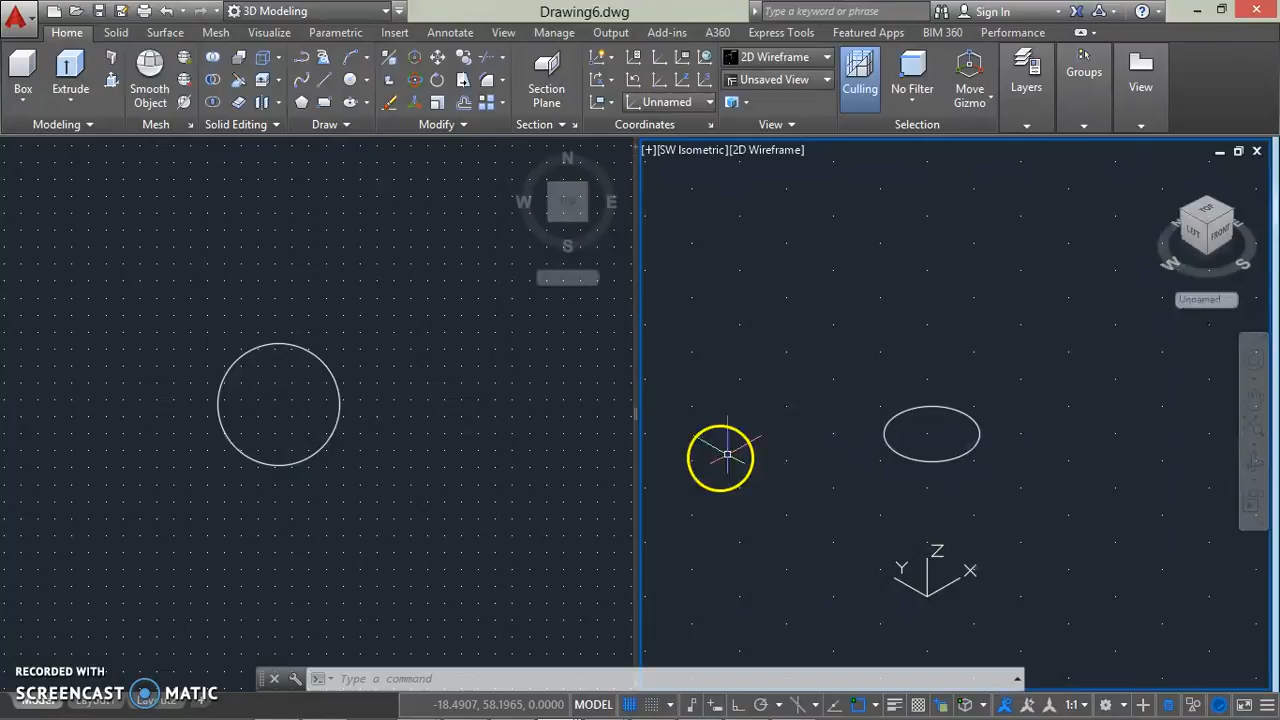 3D Modeling
Drawing6.dwg
Type a keyword or phrase
Sign In
Home Solid Surface Mesh Visualize Parametric Insert Annotate View Manage Output Add-ins A360 Express Tools Featured Apps BIM 360 Performance
Box
Extrude
Smooth Object
Section Plane
2D Wireframe
Unsaved View
Unnamed
Culling
No Filter
Move Gizmo
Layers
Groups
View
Modeling Mesh Solid Editing Draw Modify Section Coordinates View Selection
[+][SW Isometric][2D Wireframe]
N
W E
S
TOP
LEFT FRONT
N E
W S
Unnamed
Z
Y X
RECORDED WITH
SCREENCAST MATIC
Type a command
Model
-18.4907, 58.1965, 0.0000 MODEL 1:1